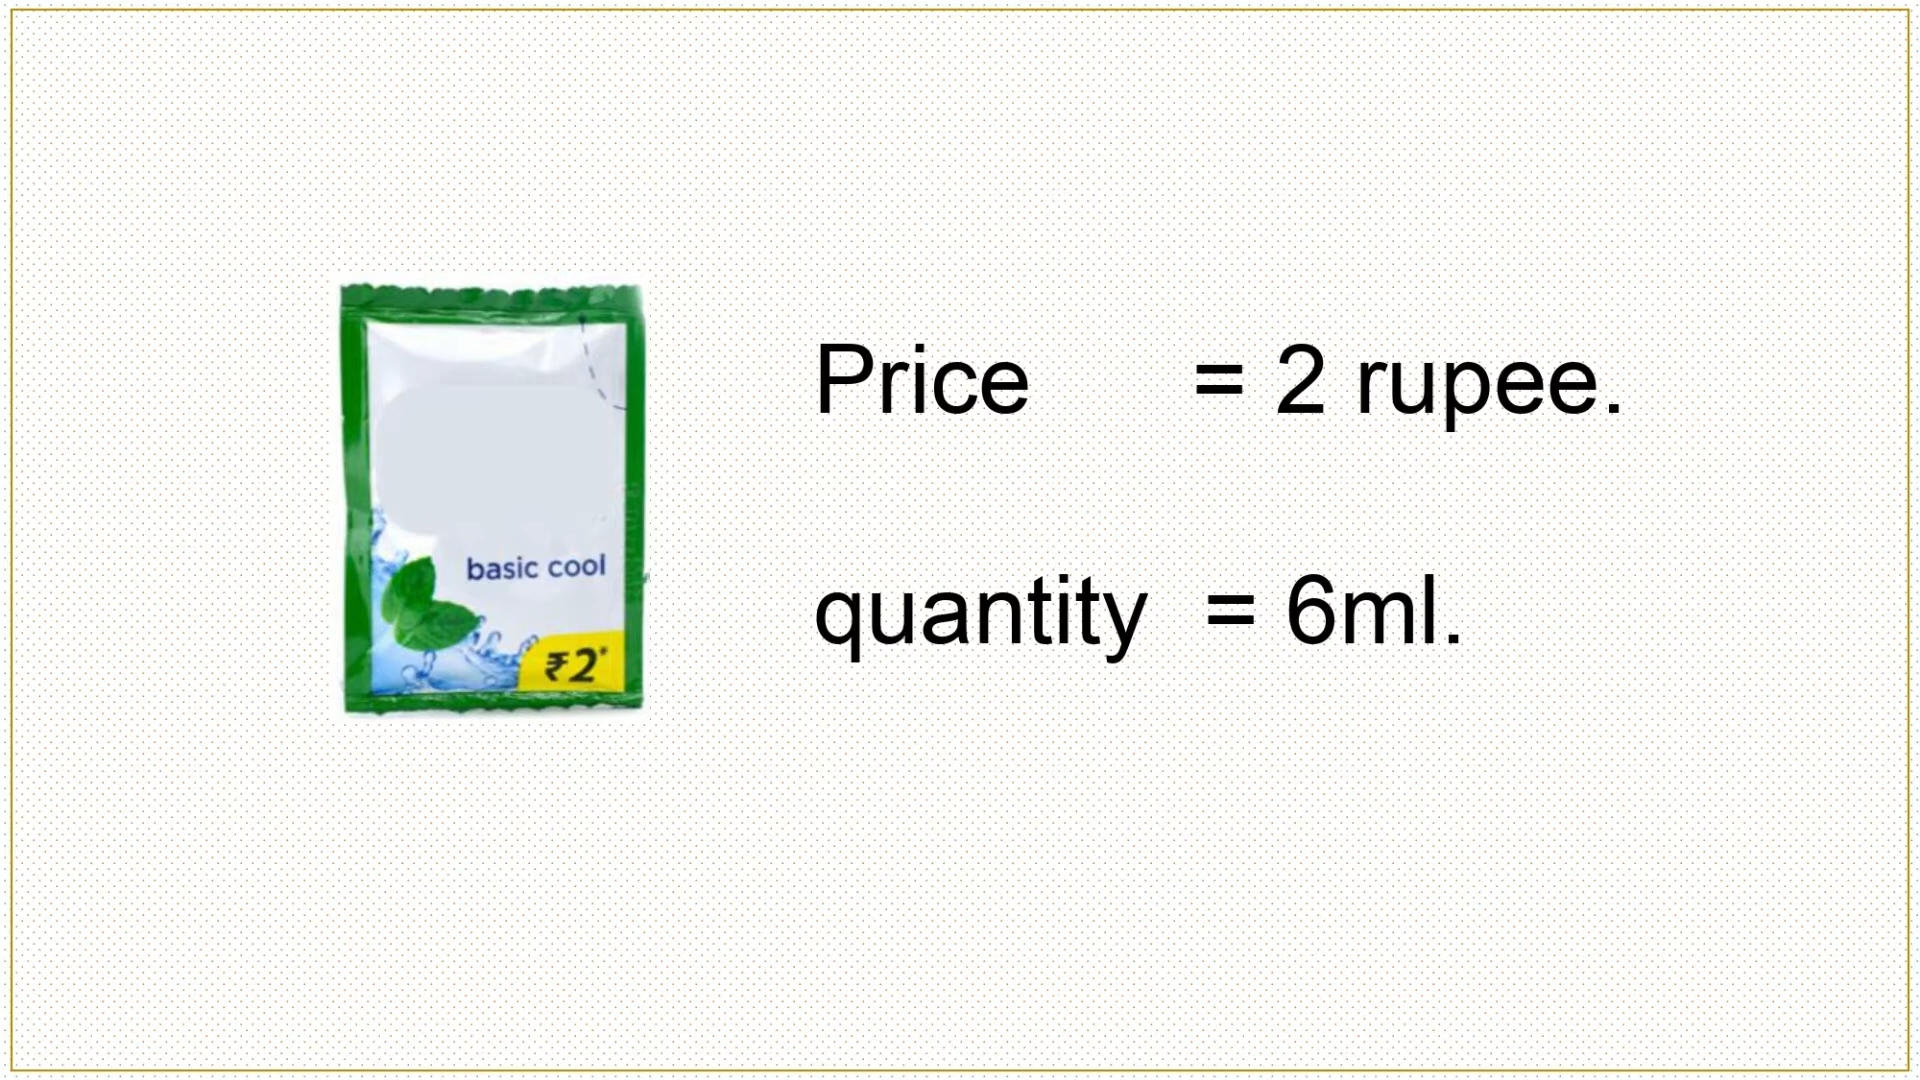 Price = 2 rupee.
basic cool
quantity = 6ml.
₹2*